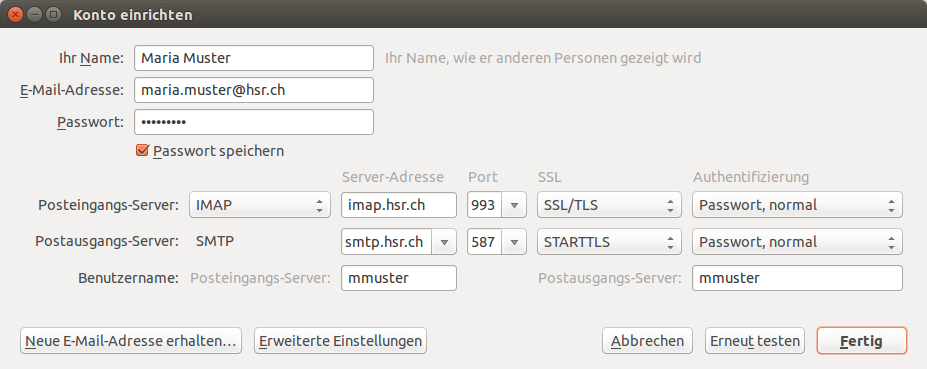 Konto einrichten
Ihr Name: Maria Muster Ihr Name, wie er anderen Personen gezeigt wird
E-Mail-Adresse: maria.muster@hsr.ch
Passwort: •••••••••
Passwort speichern
Server-Adresse Port SSL Authentifizierung
Posteingangs-Server: IMAP imap.hsr.ch 993 SSL/TLS Passwort, normal
Postausgangs-Server: SMTP smtp.hsr.ch 587 STARTTLS Passwort, normal
Benutzername: Posteingangs-Server: mmuster Postausgangs-Server: mmuster
Neue E-Mail-Adresse erhalten... Erweiterte Einstellungen Abbrechen Erneut testen Fertig